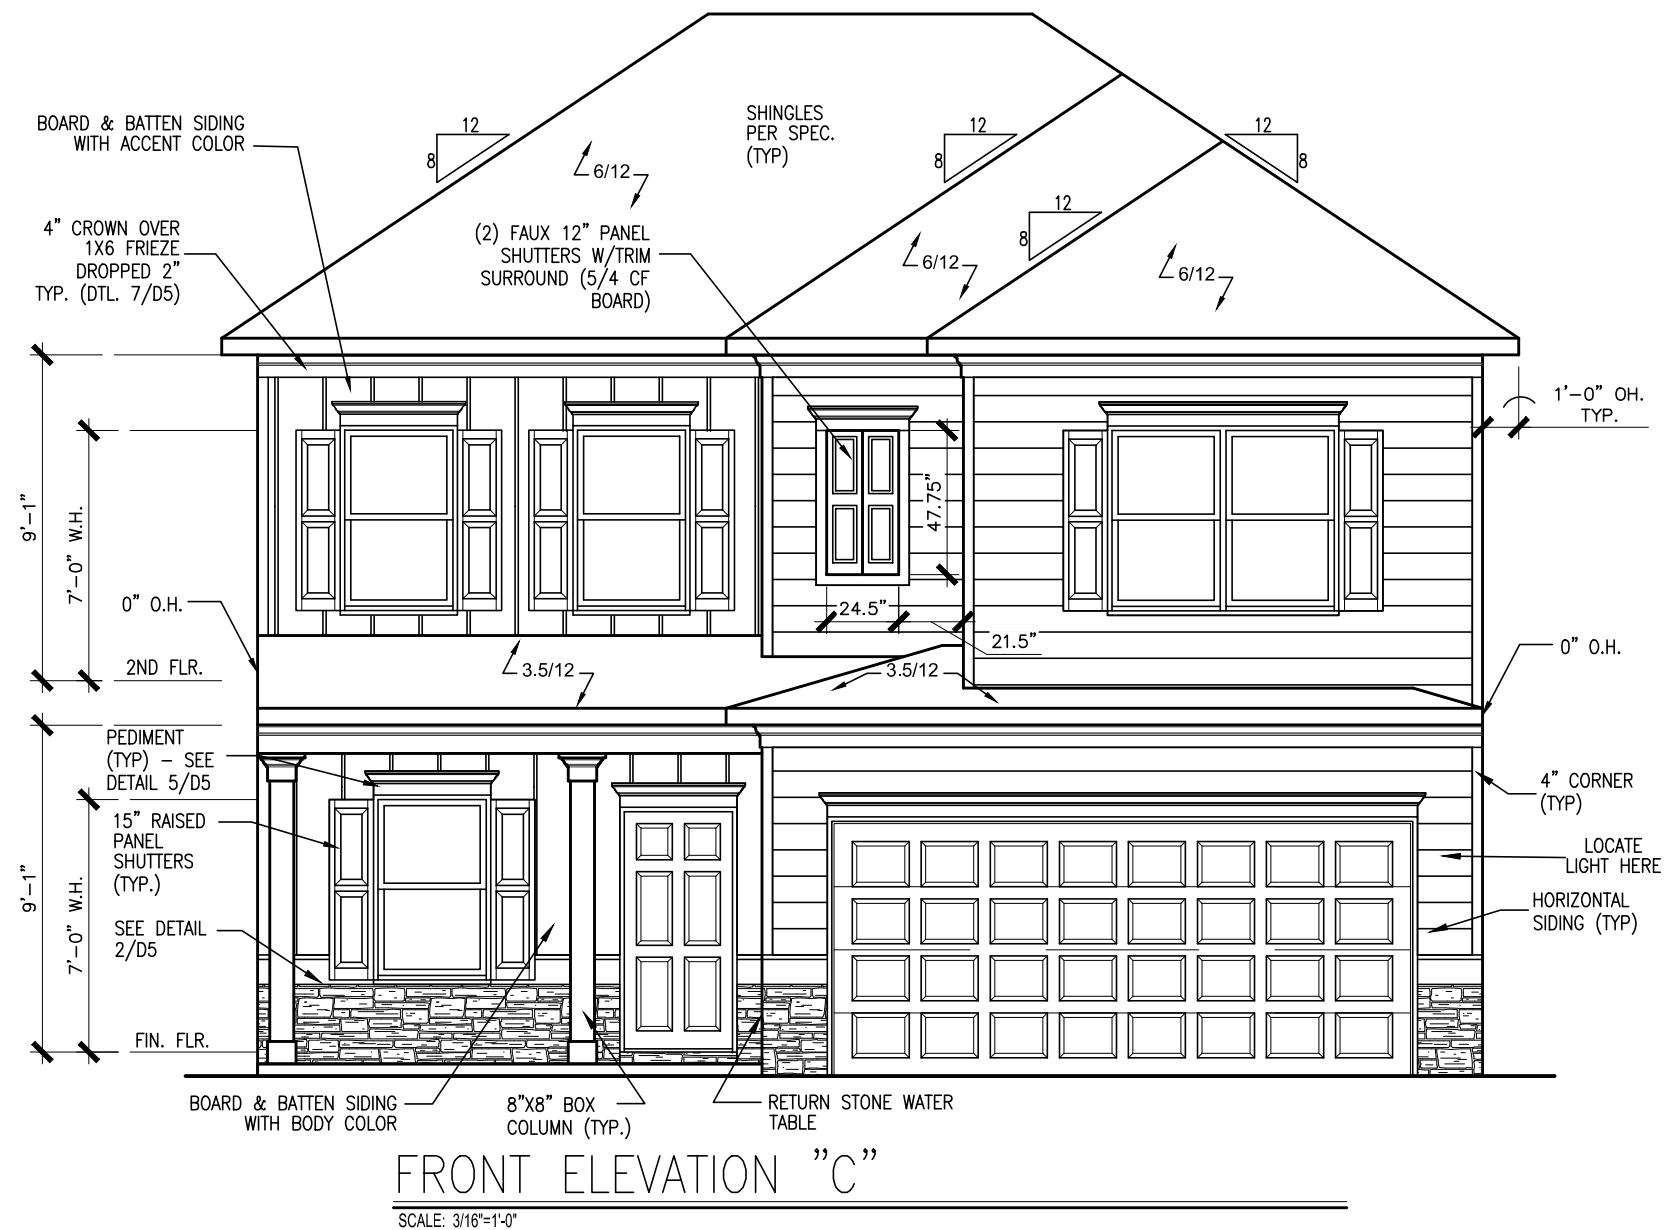 BOARD & BATTEN SIDING
WITH ACCENT COLOR
12
8
6/12
SHINGLES
PER SPEC.
(TYP)
12
8
12
8
12
8
4" CROWN OVER
1X6 FRIEZE
DROPPED 2"
TYP. (DTL. 7/D5)
(2) FAUX 12" PANEL
SHUTTERS W/TRIM
SURROUND (5/4 CF
BOARD)
6/12
6/12
9'-1"
7'-0" W.H.
1'-0" OH.
TYP.
47.75"
24.5"
21.5"
0" O.H.
2ND FLR.
3.5/12
3.5/12
0" O.H.
PEDIMENT
(TYP) - SEE
DETAIL 5/D5
15" RAISED
PANEL
SHUTTERS
(TYP.)
9'-1"
7'-0" W.H.
SEE DETAIL
2/D5
FIN. FLR.
4" CORNER
(TYP)
LOCATE
LIGHT HERE
HORIZONTAL
SIDING (TYP)
BOARD & BATTEN SIDING
WITH BODY COLOR
8"X8" BOX
COLUMN (TYP.)
RETURN STONE WATER
TABLE
FRONT ELEVATION "C"
SCALE: 3/16"=1'-0"